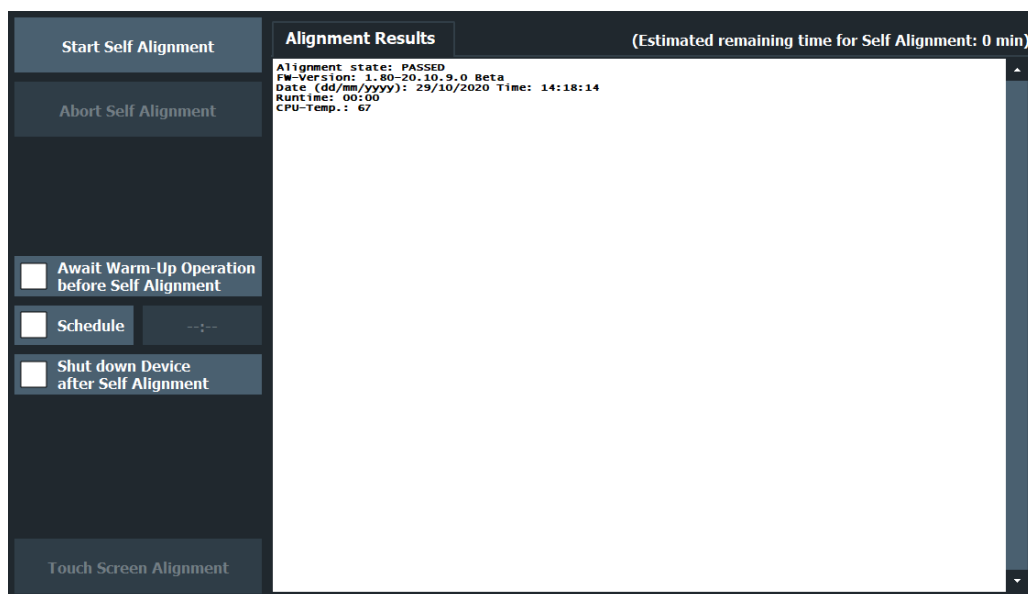 Start Self Alignment
Abort Self Alignment
Await Warm-Up Operation
before Self Alignment
Schedule
--:--
Shut down Device
after Self Alignment
Touch Screen Alignment
Alignment Results
(Estimated remaining time for Self Alignment: 0 min)
Alignment state: PASSED
FW-Version: 1.80-20.10.9.0 Beta
Date (dd/mm/yyyy): 29/10/2020 Time: 14:18:14
Runtime: 00:00
CPU-Temp.: 67